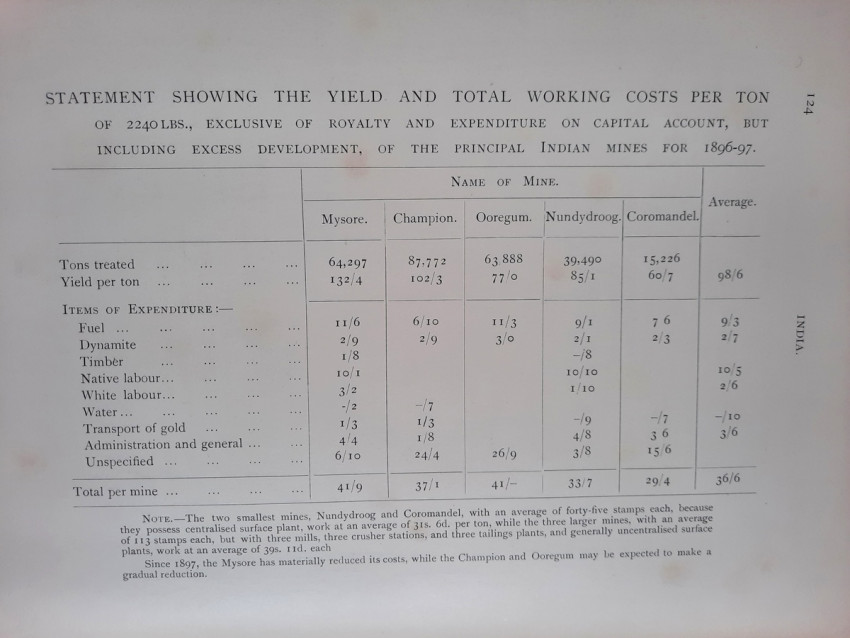 STATEMENT SHOWING THE YIELD AND TOTAL WORKING COSTS PER TON
OF 2240 LBS., EXCLUSIVE OF ROYALTY AND EXPENDITURE ON CAPITAL ACCOUNT, BUT
INCLUDING EXCESS DEVELOPMENT, OF THE PRINCIPAL INDIAN MINES FOR 1896-97.
124
NAME OF MINE.
Average.
Mysore. Champion. Ooregum. Nundydroog. Coromandel.
Tons treated ... ... ... ... 64,297 87,772 63 888 39,490 15,226
Yield per ton ... ... ... ... 132/4 102/3 77/0 85/1 60/7 98/6
ITEMS OF EXPENDITURE :—
Fuel ... ... ... ... ... 11/6 6/10 11/3 9/1 7 6 9/3
Dynamite ... ... ... ... 2/9 2/9 3/0 2/1 2/3 2/7
Timber ... ... ... ... 1/8 -/8
Native labour... ... ... ... 10/1 10/10 10/5
White labour... ... ... ... 3/2 1/10 2/6
Water ... ... ... ... ... -/2 -/7
Transport of gold ... ... ... 1/3 1/3 -/9 -/7 -/10
Administration and general ... ... 4/4 1/8 4/8 3 6 3/6
Unspecified ... ... ... ... 6/10 24/4 26/9 3/8 15/6
Total per mine ... ... ... ... 41/9 37/1 41/- 33/7 29/4 36/6
NOTE.—The two smallest mines, Nundydroog and Coromandel, with an average of forty-five stamps each, because
they possess centralised surface plant, work at an average of 31s. 6d. per ton, while the three larger mines, with an average
of 113 stamps each, but with three mills, three crusher stations, and three tailings plants, and generally uncentralised surface
plants, work at an average of 39s. 11d. each
Since 1897, the Mysore has materially reduced its costs, while the Champion and Ooregum may be expected to make a
gradual reduction.
INDIA.